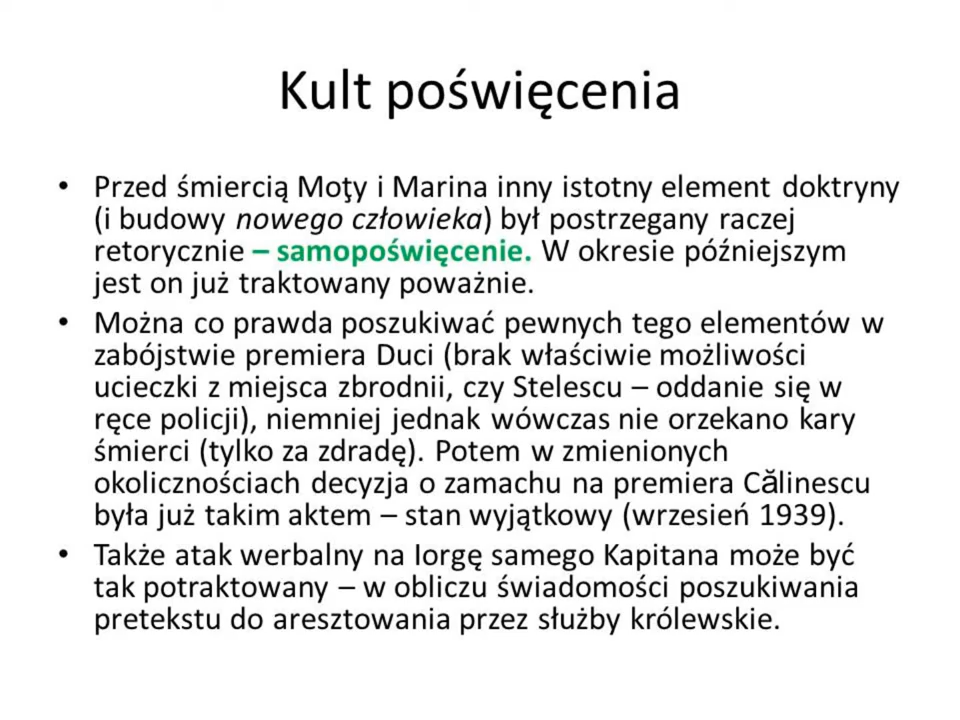 Kult poświęcenia
• Przed śmiercią Moţy i Marina inny istotny element doktryny
(i budowy nowego człowieka) był postrzegany raczej
retorycznie – samopoświęcenie. W okresie późniejszym
jest on już traktowany poważnie.
• Można co prawda poszukiwać pewnych tego elementów w
zabójstwie premiera Duci (brak właściwie możliwości
ucieczki z miejsca zbrodnii, czy Stelescu – oddanie się w
ręce policji), niemniej jednak wówczas nie orzekano kary
śmierci (tylko za zdradę). Potem w zmienionych
okolicznościach decyzja o zamachu na premiera Călinescu
była już takim aktem – stan wyjątkowy (wrzesień 1939).
• Także atak werbalny na Iorgę samego Kapitana może być
tak potraktowany – w obliczu świadomości poszukiwania
pretekstu do aresztowania przez służby królewskie.